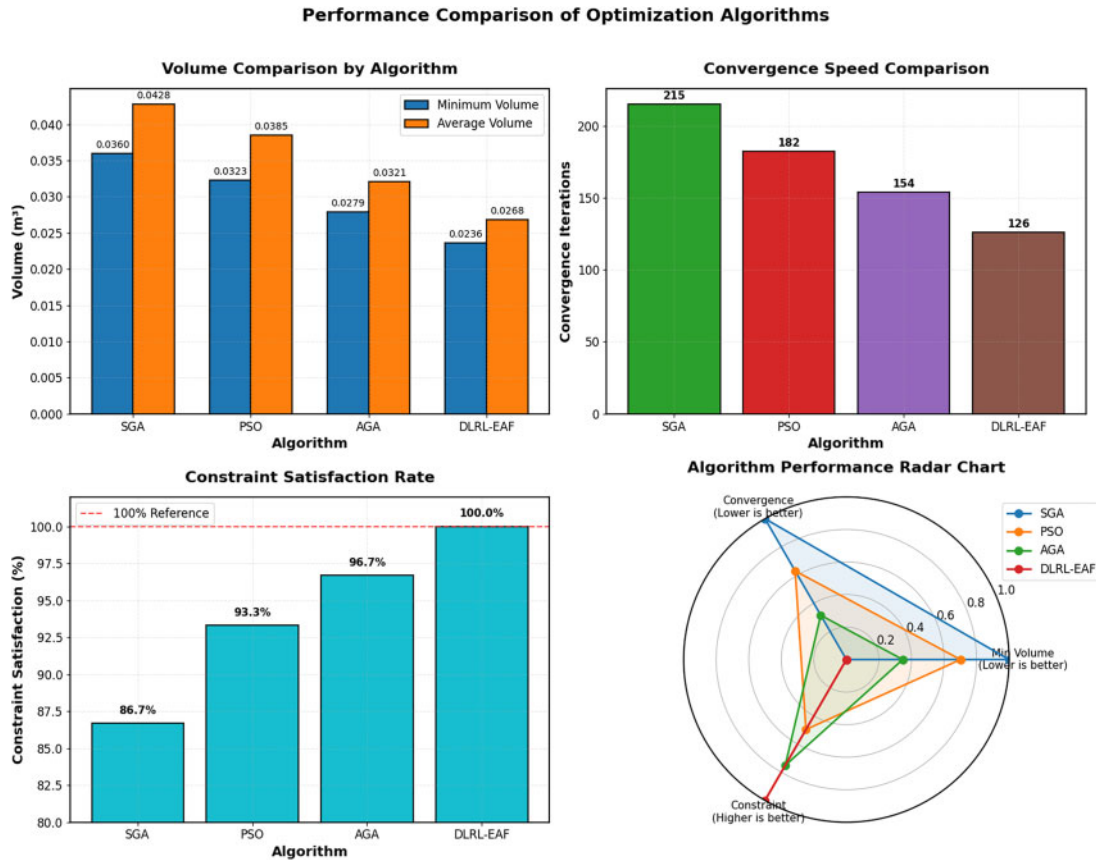 Performance Comparison of Optimization Algorithms
Volume Comparison by Algorithm
Volume (m³)
0.040
0.035
0.030
0.025
0.020
0.015
0.010
0.005
0.000
0.0360
0.0428
0.0323
0.0385
0.0279
0.0321
0.0236
0.0268
Minimum Volume
Average Volume
SGA
PSO
AGA
DLRL-EAF
Algorithm
Convergence Speed Comparison
Convergence Iterations
200
150
100
50
0
215
182
154
126
SGA
PSO
AGA
DLRL-EAF
Algorithm
Constraint Satisfaction Rate
Constraint Satisfaction (%)
100.0
97.5
95.0
92.5
90.0
87.5
85.0
82.5
80.0
100% Reference
86.7%
93.3%
96.7%
100.0%
SGA
PSO
AGA
DLRL-EAF
Algorithm
Algorithm Performance Radar Chart
Convergence
(Lower is better)
SGA
PSO
AGA
DLRL-EAF
1.0
0.8
0.6
0.4
0.2
Min Volume
(Lower is better)
Constraint
(Higher is better)